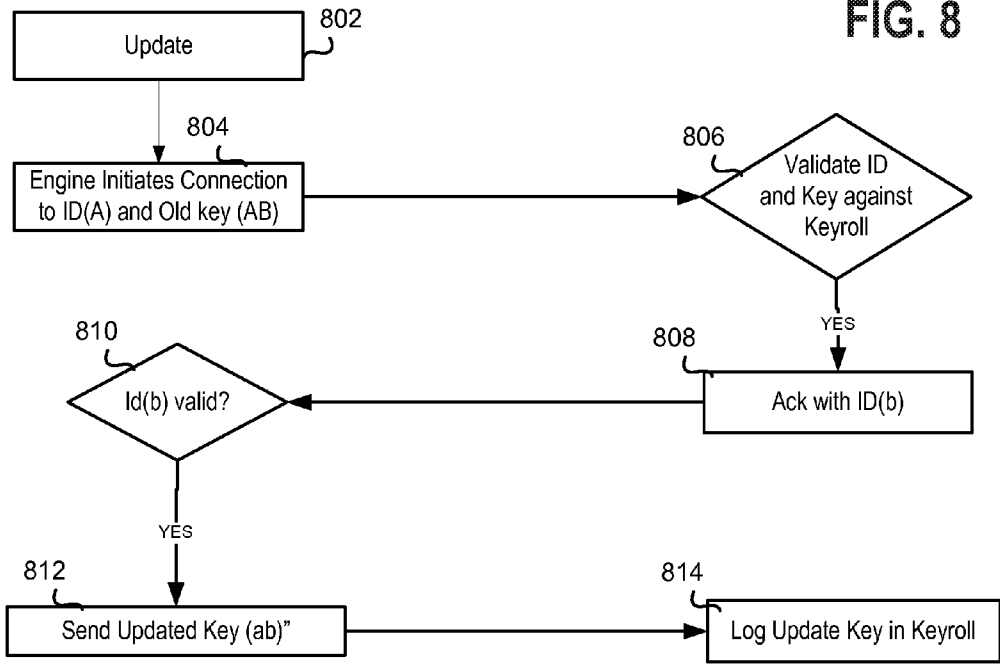 FIG. 8
802
Update
804
Engine Initiates Connection
to ID(A) and Old key (AB)
806
Validate ID
and Key against
Keyroll
YES
808
Ack with ID(b)
810
Id(b) valid?
YES
812
Send Updated Key (ab)”
814
Log Update Key in Keyroll